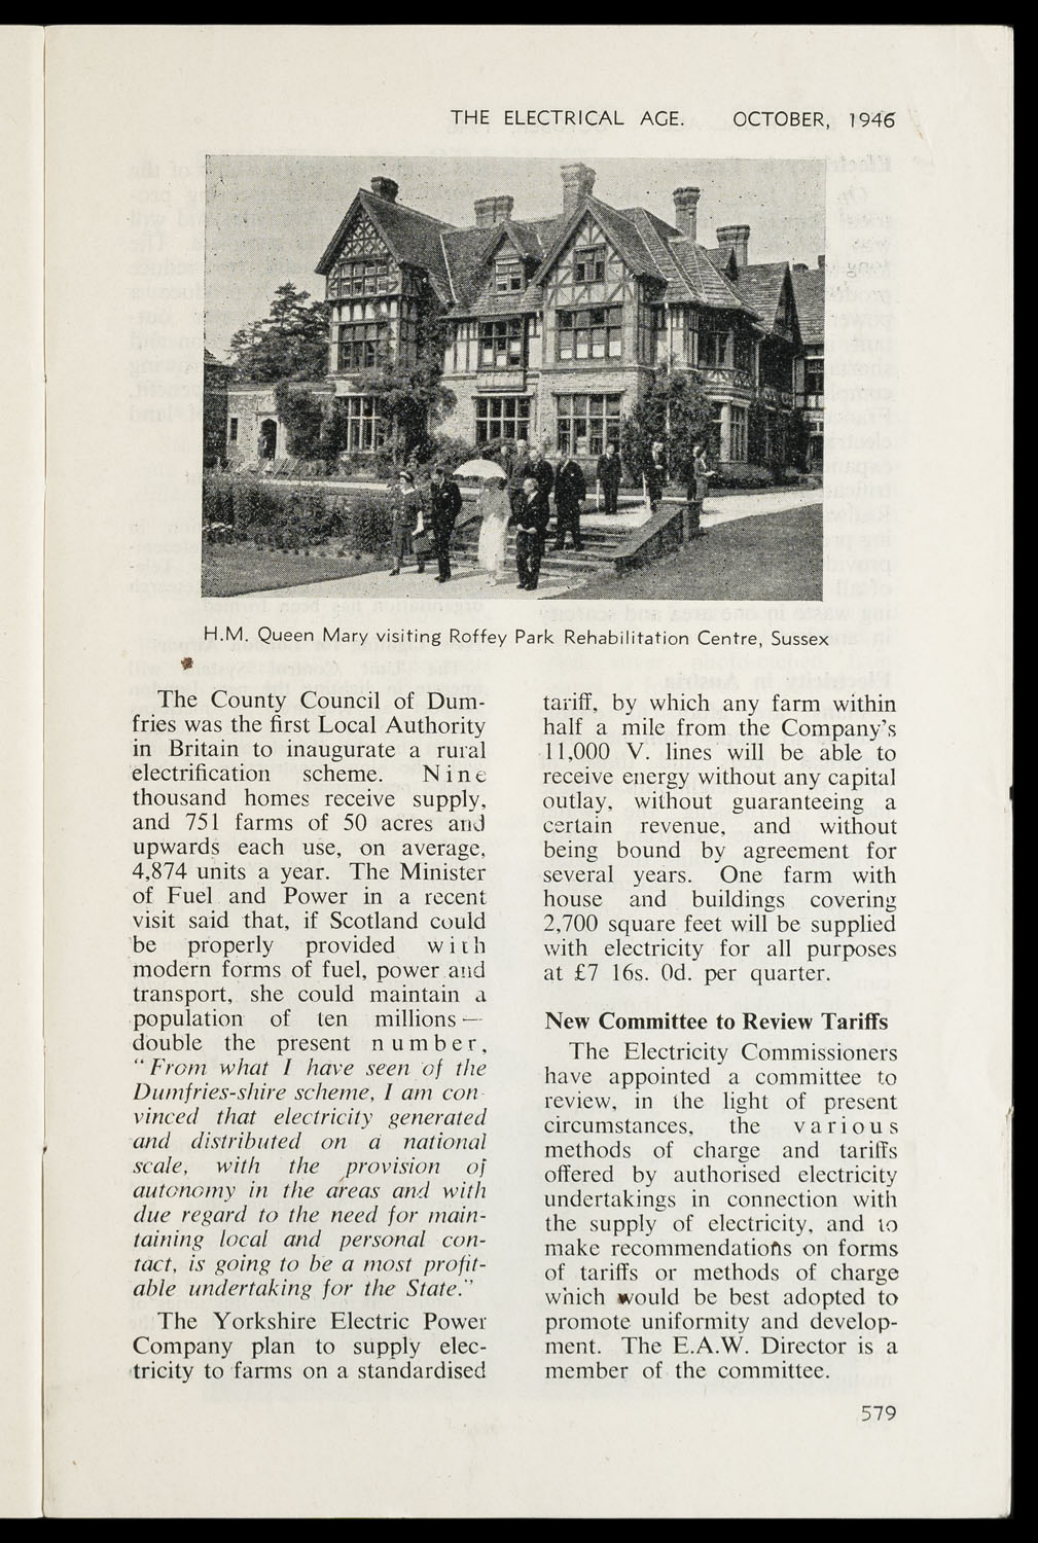 THE ELECTRICAL AGE. OCTOBER, 1946
H.M. Queen Mary visiting Roffey Park Rehabilitation Centre, Sussex
The County Council of Dum-
fries was the first Local Authority
in Britain to inaugurate a rural
electrification scheme. Nine
thousand homes receive supply,
and 751 farms of 50 acres and
upwards each use, on average,
4,874 units a year. The Minister
of Fuel and Power in a recent
visit said that, if Scotland could
be properly provided with
modern forms of fuel, power and
transport, she could maintain a
population of ten millions—
double the present number,
"From what I have seen of the
Dumfries-shire scheme, I am con-
vinced that electricity generated
and distributed on a national
scale, with the provision of
autonomy in the areas and with
due regard to the need for main-
taining local and personal con-
tact, is going to be a most profit-
able undertaking for the State."
The Yorkshire Electric Power
Company plan to supply elec-
tricity to farms on a standardised
tariff, by which any farm within
half a mile from the Company's
11,000 V. lines will be able to
receive energy without any capital
outlay, without guaranteeing a
certain revenue, and without
being bound by agreement for
several years. One farm with
house and buildings covering
2,700 square feet will be supplied
with electricity for all purposes
at £7 16s. 0d. per quarter.
New Committee to Review Tariffs
The Electricity Commissioners
have appointed a committee to
review, in the light of present
circumstances, the various
methods of charge and tariffs
offered by authorised electricity
undertakings in connection with
the supply of electricity, and to
make recommendations on forms
of tariffs or methods of charge
which would be best adopted to
promote uniformity and develop-
ment. The E.A.W. Director is a
member of the committee.
579